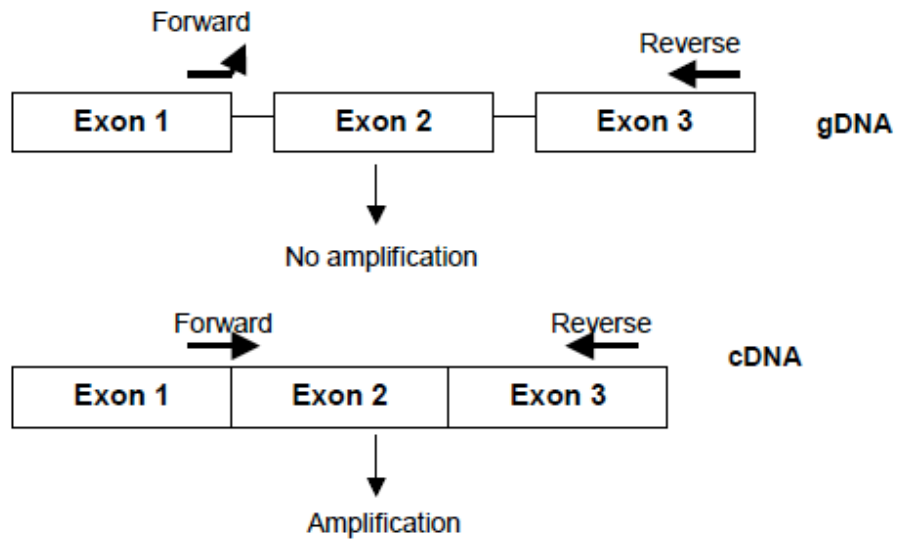 Forward
Reverse
Exon 1 Exon 2 Exon 3 gDNA
No amplification
Forward Reverse
cDNA
Exon 1 Exon 2 Exon 3
Amplification